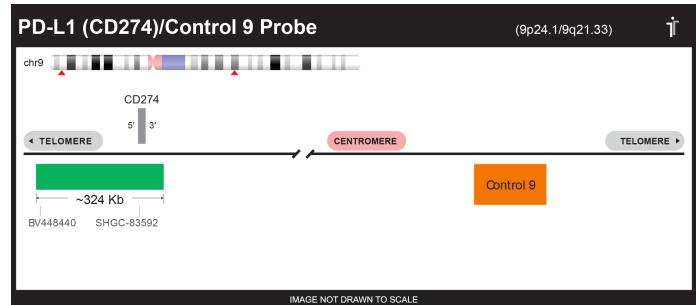 PD-L1 (CD274)/Control 9 Probe (9p24.1/9q21.33)
chr9
CD274
5′ 3′
TELOMERE CENTROMERE TELOMERE
Control 9
~324 Kb
BV448440 SHGC-83592
IMAGE NOT DRAWN TO SCALE